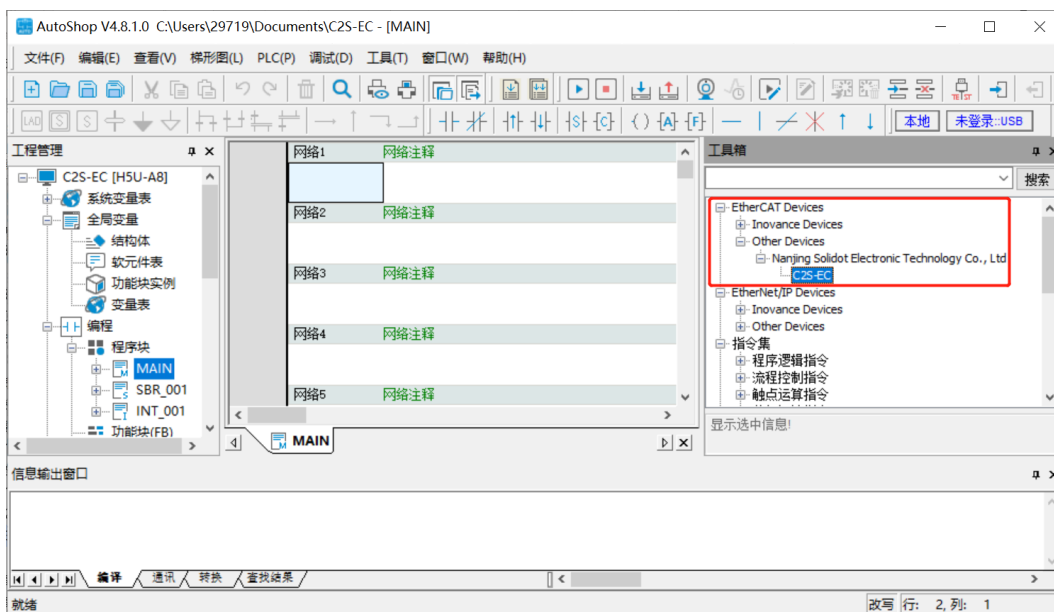 AutoShop V4.8.1.0 C:\Users\29719\Documents\C2S-EC - [MAIN]
文件(F) 编辑(E) 查看(V) 梯形图(L) PLC(P) 调试(D) 工具(T) 窗口(W) 帮助(H)
TEST
LAD S S S C ( ) A F 本地 未登录::USB
工程管理
C2S-EC [H5U-A8]
系统变量表
全局变量
结构体
软元件表
功能块实例
变量表
编程
程序块
MAIN
SBR_001
INT_001
功能块(FB)
网络1 网络注释
网络2 网络注释
网络3 网络注释
网络4 网络注释
网络5 网络注释
MAIN
工具箱
搜索
EtherCAT Devices
Inovance Devices
Other Devices
Nanjing Solidot Electronic Technology Co., Ltd
C2S-EC
EtherNet/IP Devices
Inovance Devices
Other Devices
指令集
程序逻辑指令
流程控制指令
触点运算指令
显示选中信息!
信息输出窗口
编译 通讯 转换 查找结果
就绪 改写 行: 2, 列: 1